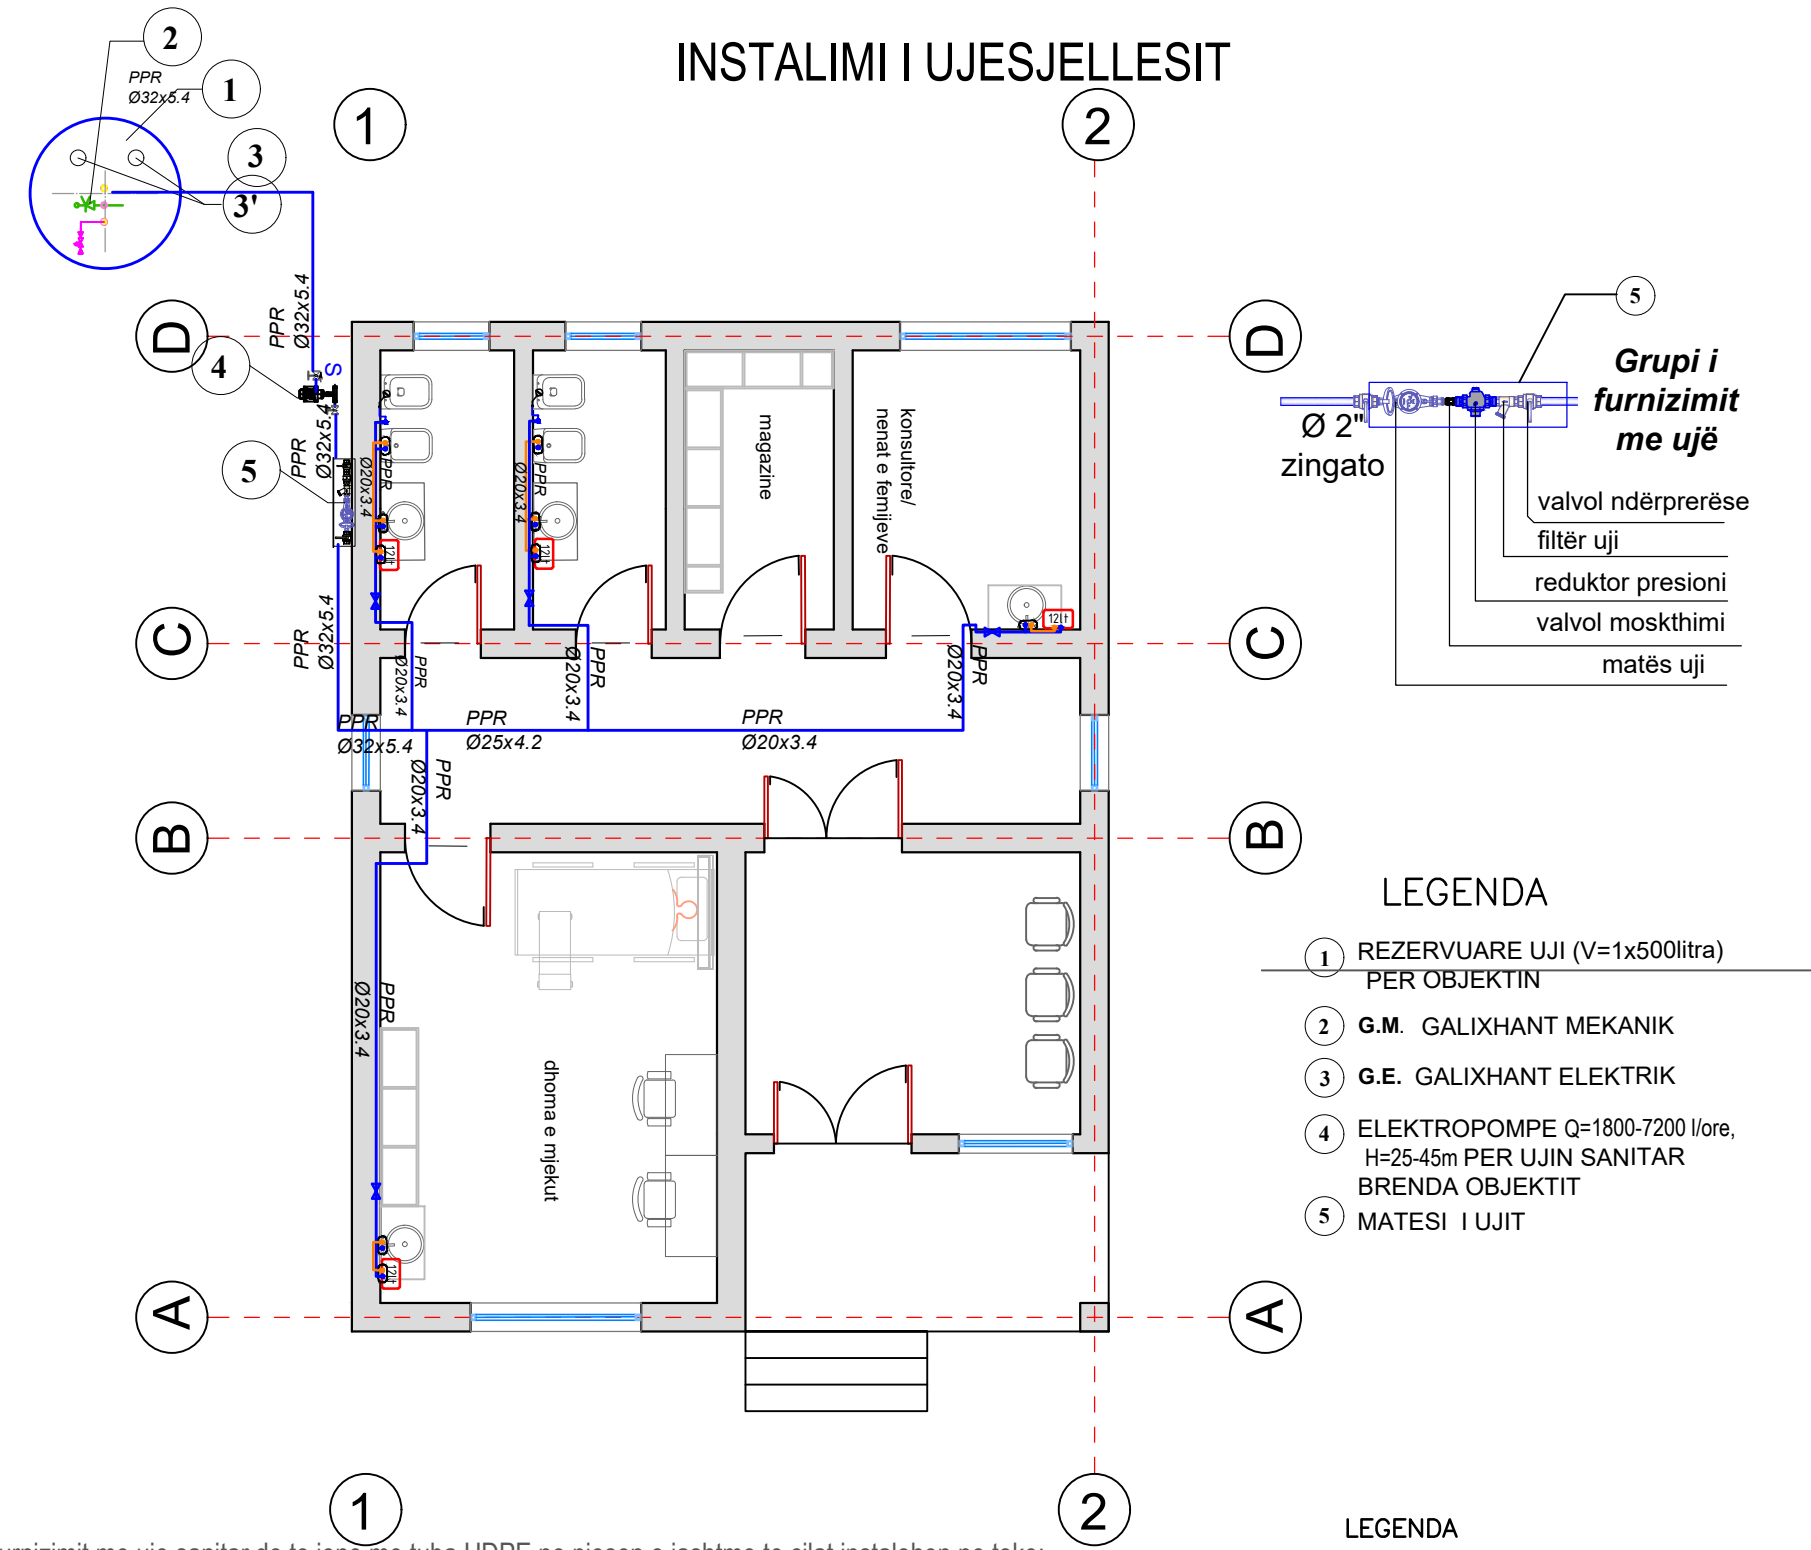 INSTALIMI I UJESJELLESIT
2
PPR
Ø32x5.4
1
3
3'
1
2
PPR
Ø32x5.4
S
D
D
4
PPR
Ø32x5.4
5
PPR
Ø20x3.4
PPR
Ø20x3.4
12lt
12lt
magazine
konsultore/
nenat e femijeve
12lt
5
Grupi i
furnizimit
me ujë
Ø 2"
zingato
valvol ndërprerëse
filtër uji
reduktor presioni
valvol moskthimi
matës uji
C
C
PPR
Ø32x5.4
PPR
Ø20x3.4
PPR
Ø20x3.4
PPR
Ø20x3.4
PPR
Ø32x5.4
PPR
Ø25x4.2
PPR
Ø20x3.4
PPR
Ø20x3.4
B
B
PPR
Ø20x3.4
dhoma e mjekut
12lt
LEGENDA
1 REZERVUARE UJI (V=1x500litra)
PER OBJEKTIN
2 G.M. GALIXHANT MEKANIK
3 G.E. GALIXHANT ELEKTRIK
4 ELEKTROPOMPE Q=1800-7200 l/ore,
H=25-45m PER UJIN SANITAR
BRENDA OBJEKTIT
5 MATESI I UJIT
A
A
1
2
LEGENDA